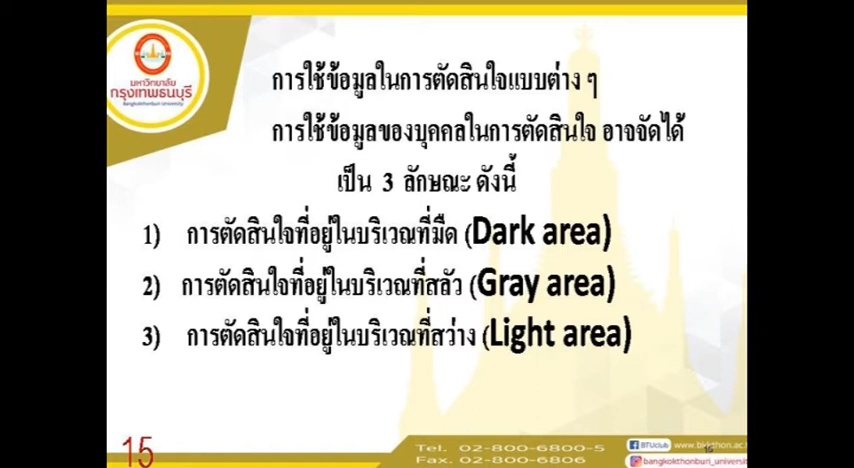 มหาวิทยาลัย
กรุงเทพธนบุรี
Bangkokthonburi University
การใช้ข้อมูลในการตัดสินใจแบบต่าง ๆ
การใช้ข้อมูลของบุคคลในการตัดสินใจ อาจจัดได้
เป็น 3 ลักษณะ ดังนี้
1) การตัดสินใจที่อยู่ในบริเวณที่มืด (Dark area)
2) การตัดสินใจที่อยู่ในบริเวณที่สลัว (Gray area)
3) การตัดสินใจที่อยู่ในบริเวณที่สว่าง (Light area)
15
Tel. 02-800-6800-5
Fax. 02-800-6806
BTUclub
bangkokthonburi_universit